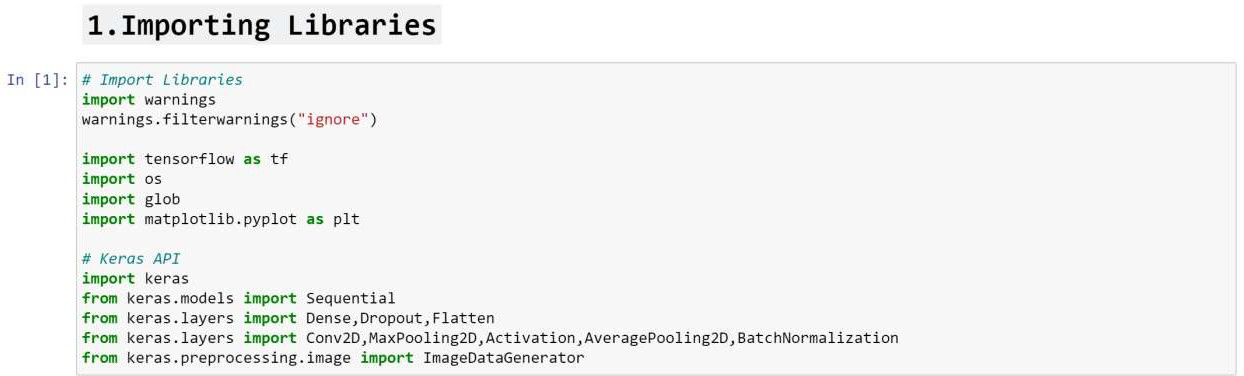 1.Importing Libraries
In [1]: # Import Libraries
import warnings
warnings.filterwarnings("ignore")
import tensorflow as tf
import os
import glob
import matplotlib.pyplot as plt
# Keras API
import keras
from keras.models import Sequential
from keras.layers import Dense,Dropout,Flatten
from keras.layers import Conv2D,MaxPooling2D,Activation,AveragePooling2D,BatchNormalization
from keras.preprocessing.image import ImageDataGenerator